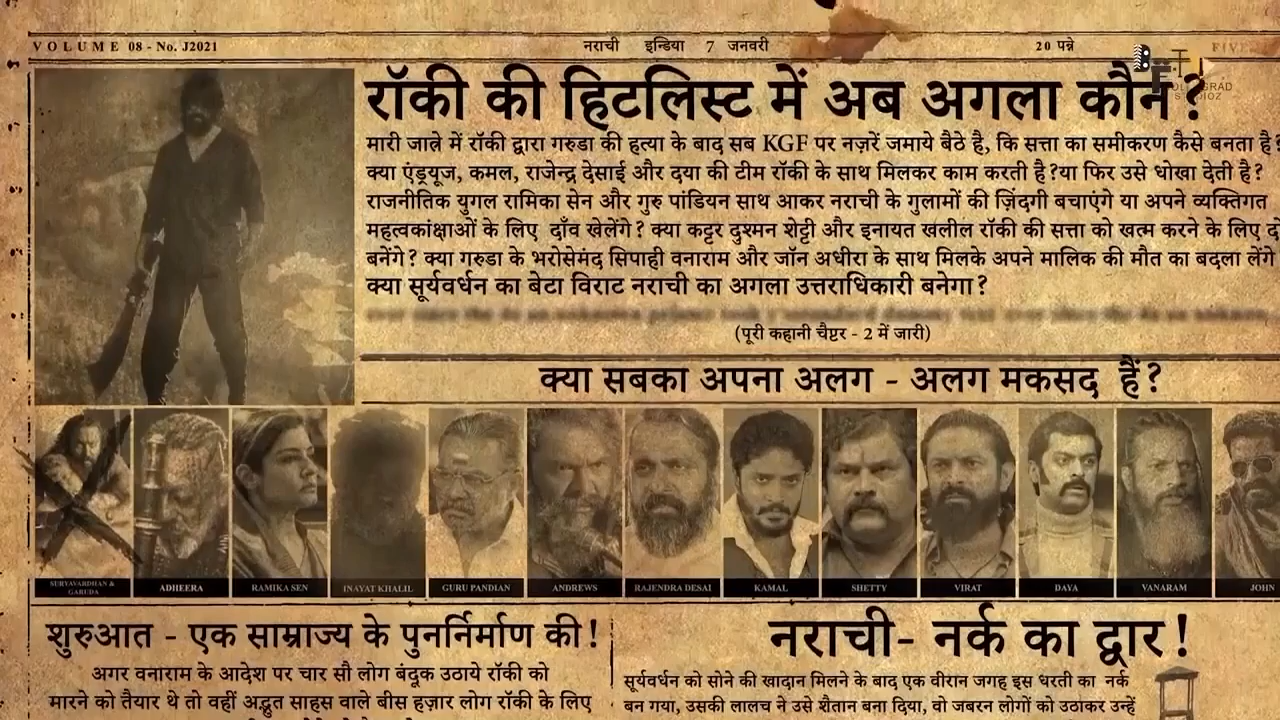 VOLUME 08 - No. J2021
नराची इन्डिया 7 जनवरी
20 पन्ने
रॉकी की हिटलिस्ट में अब अगला कौन?
मारी जाल्ने में रॉकी द्वारा गरुडा की हत्या के बाद सब KGF पर नज़रें जमाये बैठे है, कि सत्ता का समीकरण कैसे बनता है?
क्या एंड्रयूज, कमल, राजेन्द्र देसाई और दया की टीम रॉकी के साथ मिलकर काम करती है?या फिर उसे धोखा देती है?
राजनीतिक युगल रामिका सेन और गुरु पांडियन साथ आकर नराची के गुलामों की ज़िंदगी बचाएंगे या अपने व्यक्तिगत
महत्वकांक्षाओं के लिए दाँव खेलेंगे? क्या कट्टर दुश्मन शेट्टी और इनायत खलील रॉकी की सत्ता को खत्म करने के लिए
बनेंगे? क्या गरुडा के भरोसेमंद सिपाही वनाराम और जॉन अधीरा के साथ मिलके अपने मालिक की मौत का बदला लेंगे
क्या सूर्यवर्धन का बेटा विराट नराची का अगला उत्तराधिकारी बनेगा?
(पूरी कहानी चैप्टर - 2 में जारी)
क्या सबका अपना अलग - अलग मकसद हैं?
SURYAVARDHAN & GARUDA
ADHEERA
RAMIKA SEN
INAYAT KHALIL
GURU PANDIAN
ANDREWS
RAJENDRA DESAI
KAMAL
SHETTY
VIRAT
DAYA
VANARAM
JOHN
शुरुआत - एक साम्राज्य के पुनर्निर्माण की!
अगर वनाराम के आदेश पर चार सौ लोग बंदूक उठाये रॉकी को
मारने को तैयार थे तो वहीं अद्भुत साहस वाले बीस हज़ार लोग रॉकी के लिए
नराची- नर्क का द्वार!
सूर्यवर्धन को सोने की खादान मिलने के बाद एक वीरान जगह इस धरती का नर्क
बन गया, उसकी लालच ने उसे शैतान बना दिया, वो जबरन लोगों को उठाकर उन्हें